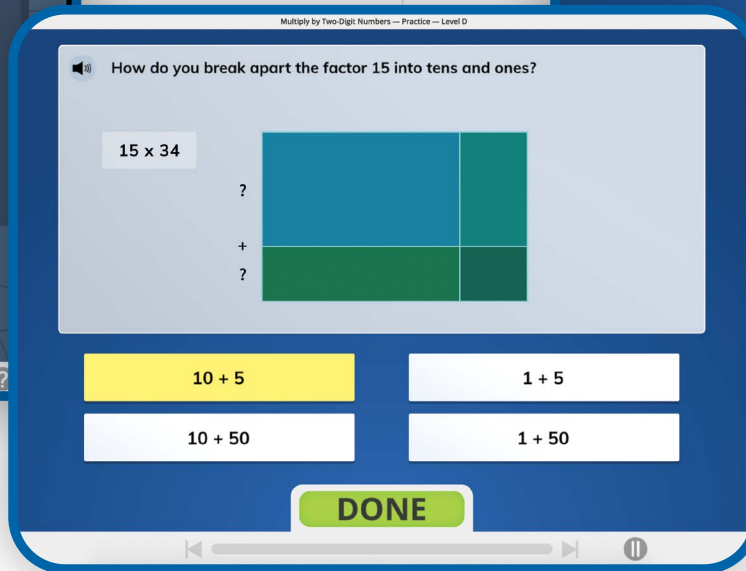 Multiply by Two-Digit Numbers — Practice — Level D
How do you break apart the factor 15 into tens and ones?
15 x 34
?
+
?
10 + 5
1 + 5
10 + 50
1 + 50
DONE
?